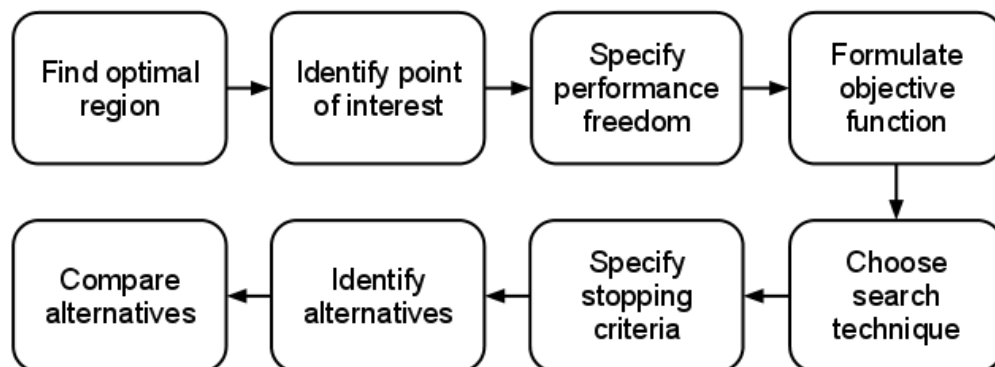 Find optimal
region
Identify point
of interest
Specify
performance
freedom
Formulate
objective
function
Compare
alternatives
Identify
alternatives
Specify
stopping
criteria
Choose
search
technique